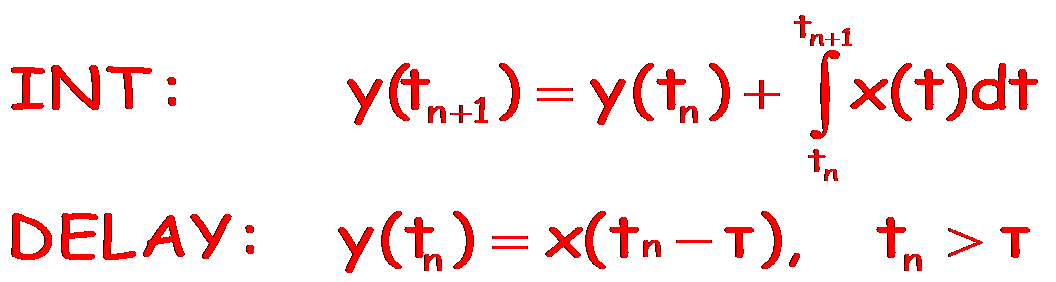 INT: y(tₙ₊₁) = y(tₙ) + ∫_{tₙ}^{tₙ₊₁} x(t)dt
DELAY: y(tₙ) = x(tₙ − τ), tₙ > τ